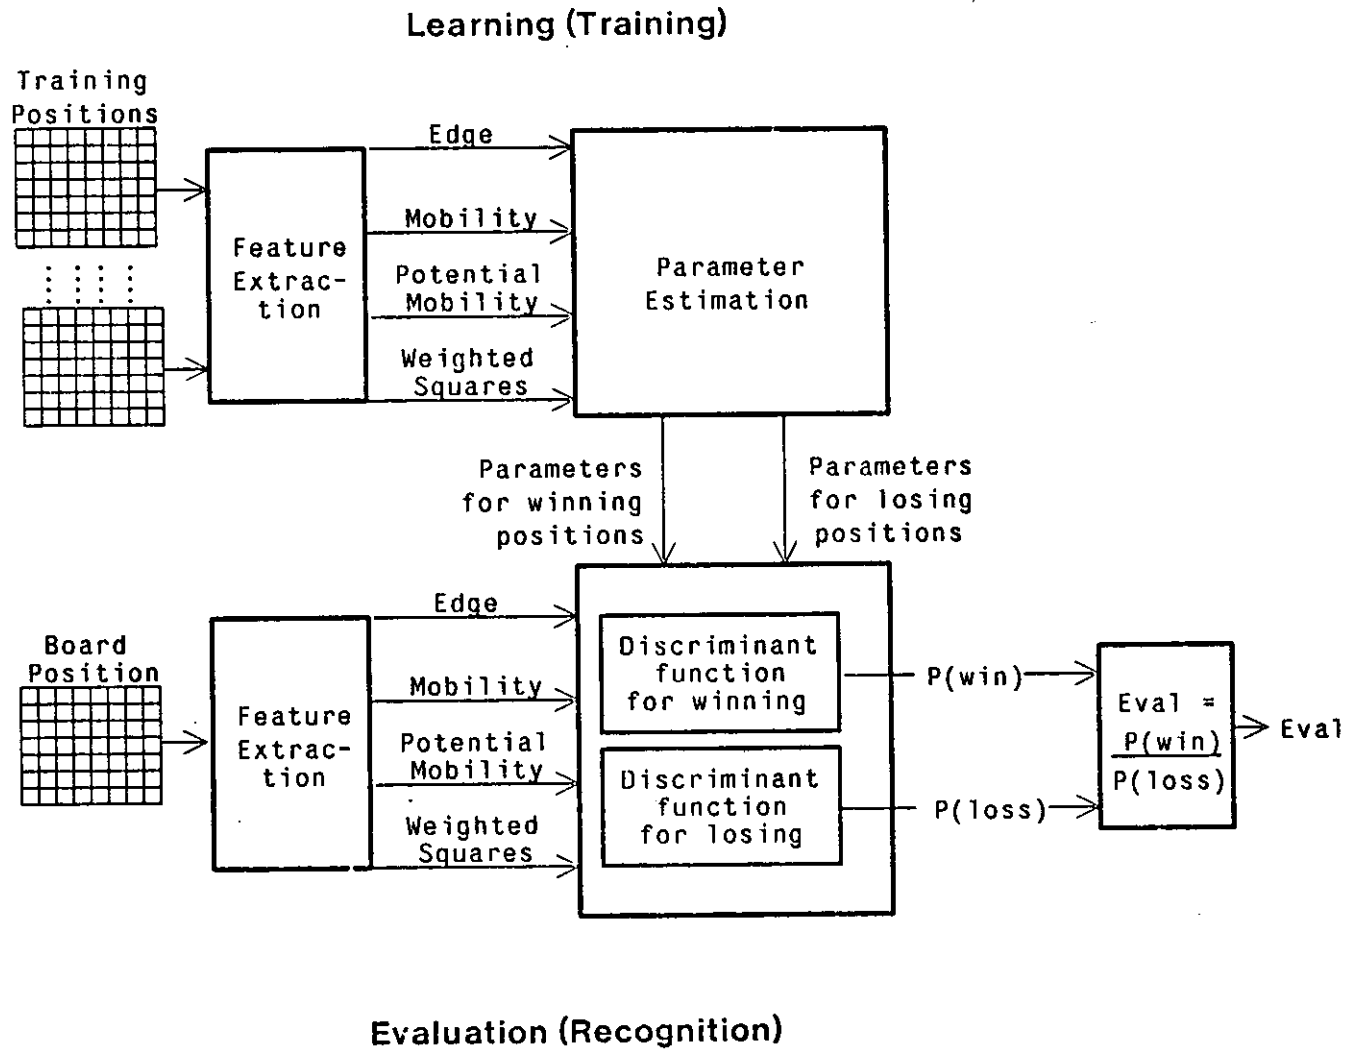 Learning (Training)
Training
Positions
Edge
Mobility
Potential
Mobility
Weighted
Squares
Feature
Extrac-
tion
Parameter
Estimation
Parameters
for winning
positions
Parameters
for losing
positions
Board
Position
Feature
Extrac-
tion
Edge
Mobility
Potential
Mobility
Weighted
Squares
Discriminant
function
for winning
Discriminant
function
for losing
P(win)
P(loss)
Eval =
P(win)
P(loss)
Eval
Evaluation (Recognition)